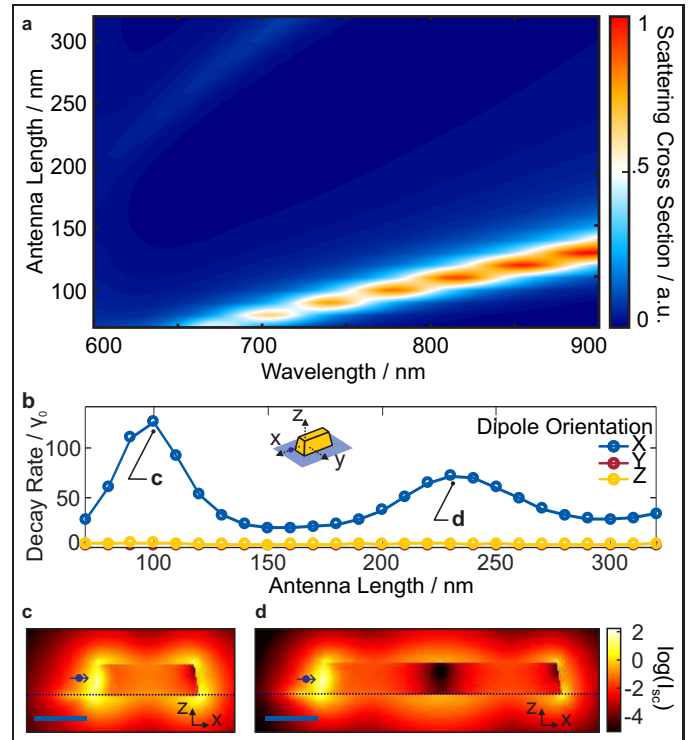 a
300
250
200
150
100
Antenna Length / nm
600
700
800
900
Wavelength / nm
1
.5
0
Scattering Cross Section / a.u.
b
Decay Rate / γ0
100
50
0
z
x
y
c
d
Dipole Orientation
X
Y
Z
100
150
200
250
300
Antenna Length / nm
c
z
x
d
z
x
2
0
-2
-4
log(Isc)